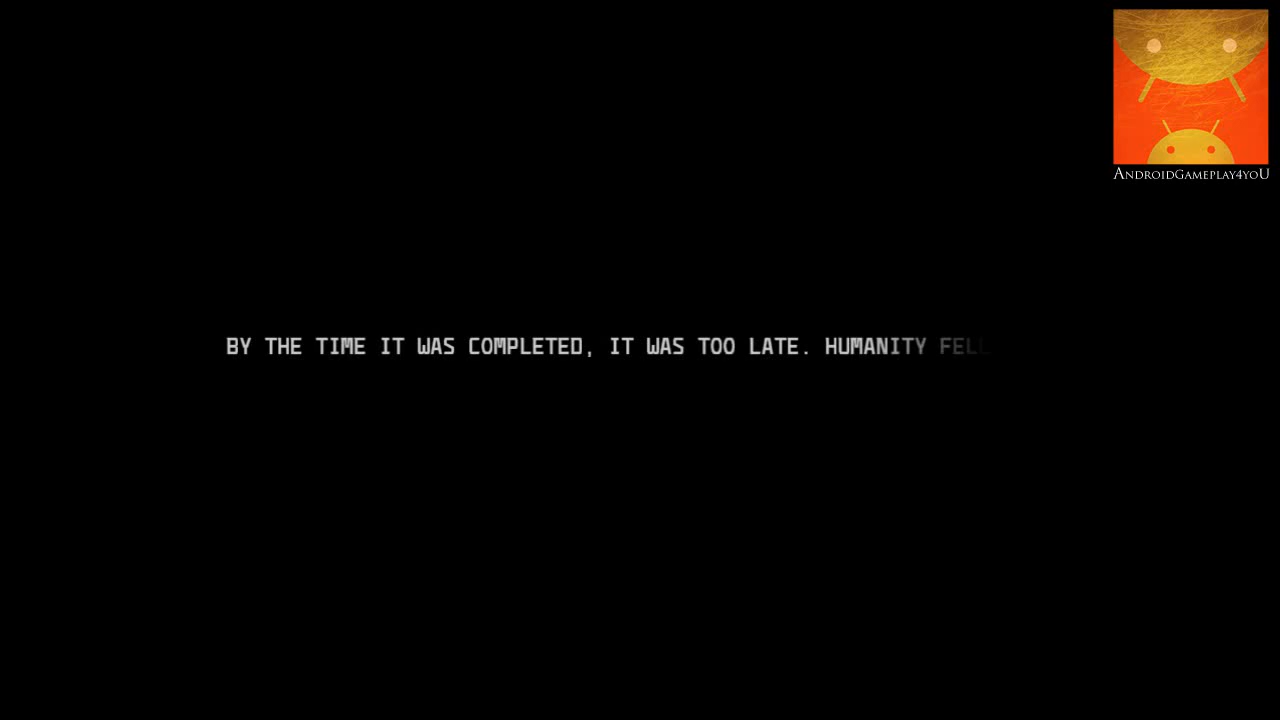 AndroidGameplay4yoU
BY THE TIME IT WAS COMPLETED, IT WAS TOO LATE. HUMANITY FELL